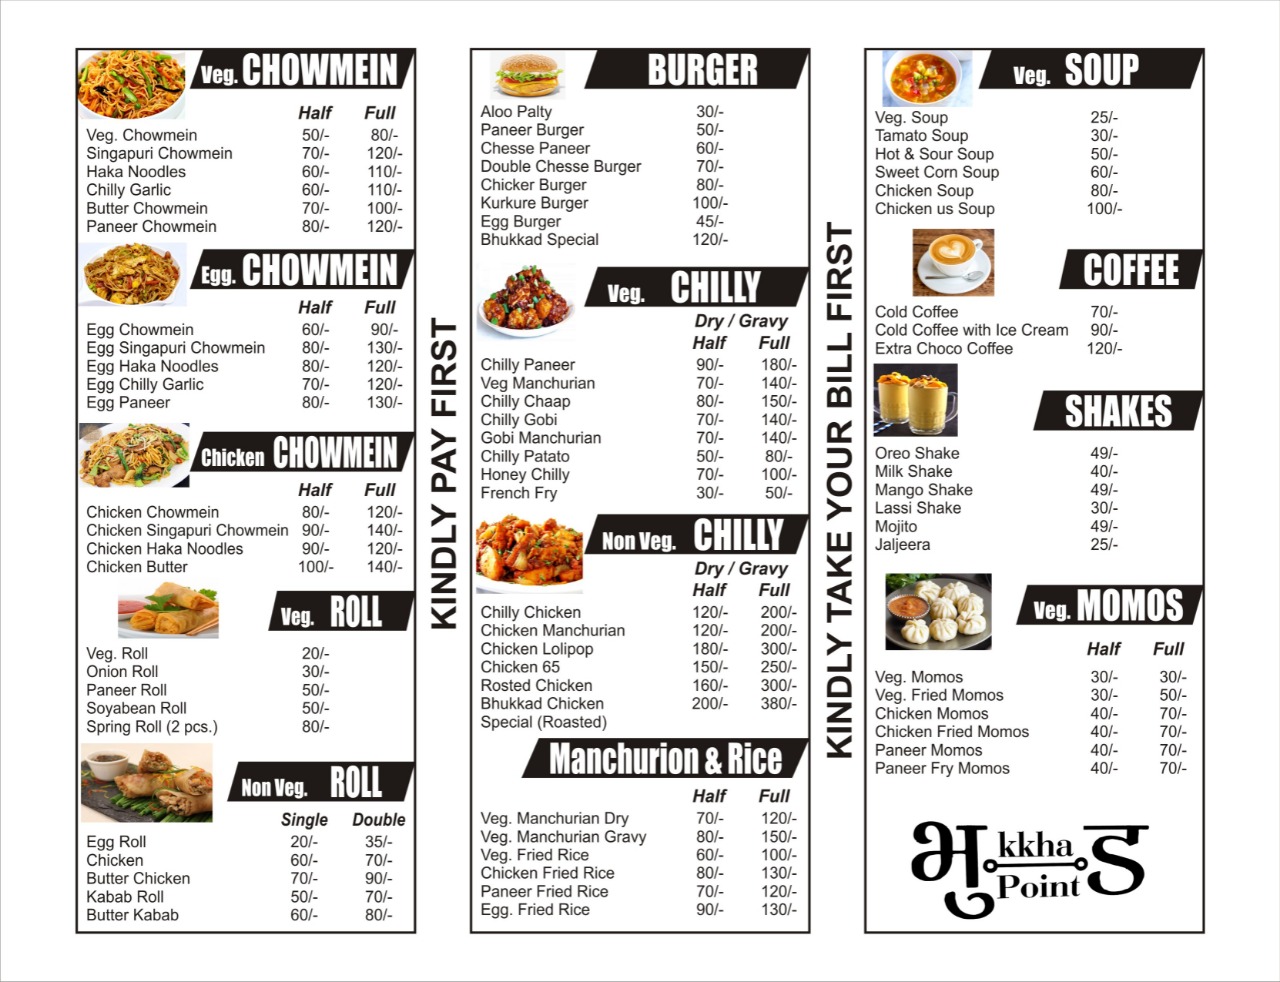 Veg. CHOWMEIN
Half Full
Veg. Chowmein 50/- 80/-
Singapuri Chowmein 70/- 120/-
Haka Noodles 60/- 110/-
Chilly Garlic 60/- 110/-
Butter Chowmein 70/- 100/-
Paneer Chowmein 80/- 120/-
Egg. CHOWMEIN
Half Full
Egg Chowmein 60/- 90/-
Egg Singapuri Chowmein 80/- 130/-
Egg Haka Noodles 80/- 120/-
Egg Chilly Garlic 70/- 120/-
Egg Paneer 80/- 130/-
Chicken CHOWMEIN
Half Full
Chicken Chowmein 80/- 120/-
Chicken Singapuri Chowmein 90/- 140/-
Chicken Haka Noodles 90/- 120/-
Chicken Butter 100/- 140/-
Veg. ROLL
Veg. Roll 20/-
Onion Roll 30/-
Paneer Roll 50/-
Soyabean Roll 50/-
Spring Roll (2 pcs.) 80/-
Non Veg. ROLL
Single Double
Egg Roll 20/- 35/-
Chicken 60/- 70/-
Butter Chicken 70/- 90/-
Kabab Roll 50/- 70/-
Butter Kabab 60/- 80/-
KINDLY PAY FIRST
BURGER
Aloo Palty 30/-
Paneer Burger 50/-
Chesse Paneer 60/-
Double Chesse Burger 70/-
Chicker Burger 80/-
Kurkure Burger 100/-
Egg Burger 45/-
Bhukkad Special 120/-
Veg. CHILLY
Dry / Gravy
Half Full
Chilly Paneer 90/- 180/-
Veg Manchurian 70/- 140/-
Chilly Chaap 80/- 150/-
Chilly Gobi 70/- 140/-
Gobi Manchurian 70/- 140/-
Chilly Patato 50/- 80/-
Honey Chilly 70/- 100/-
French Fry 30/- 50/-
Non Veg. CHILLY
Dry / Gravy
Half Full
Chilly Chicken 120/- 200/-
Chicken Manchurian 120/- 200/-
Chicken Lolipop 180/- 300/-
Chicken 65 150/- 250/-
Rosted Chicken 160/- 300/-
Bhukkad Chicken 200/- 380/-
Special (Roasted)
Manchurion & Rice
Half Full
Veg. Manchurian Dry 70/- 120/-
Veg. Manchurian Gravy 80/- 150/-
Veg. Fried Rice 60/- 100/-
Chicken Fried Rice 80/- 130/-
Paneer Fried Rice 70/- 120/-
Egg. Fried Rice 90/- 130/-
KINDLY TAKE YOUR BILL FIRST
Veg. SOUP
Veg. Soup 25/-
Tamato Soup 30/-
Hot & Sour Soup 50/-
Sweet Corn Soup 60/-
Chicken Soup 80/-
Chicken us Soup 100/-
COFFEE
Cold Coffee 70/-
Cold Coffee with Ice Cream 90/-
Extra Choco Coffee 120/-
SHAKES
Oreo Shake 49/-
Milk Shake 40/-
Mango Shake 49/-
Lassi Shake 30/-
Mojito 49/-
Jaljeera 25/-
Veg. MOMOS
Half Full
Veg. Momos 30/- 30/-
Veg. Fried Momos 30/- 50/-
Chicken Momos 40/- 70/-
Chicken Fried Momos 40/- 70/-
Paneer Momos 40/- 70/-
Paneer Fry Momos 40/- 70/-
भु kkha ड
Point